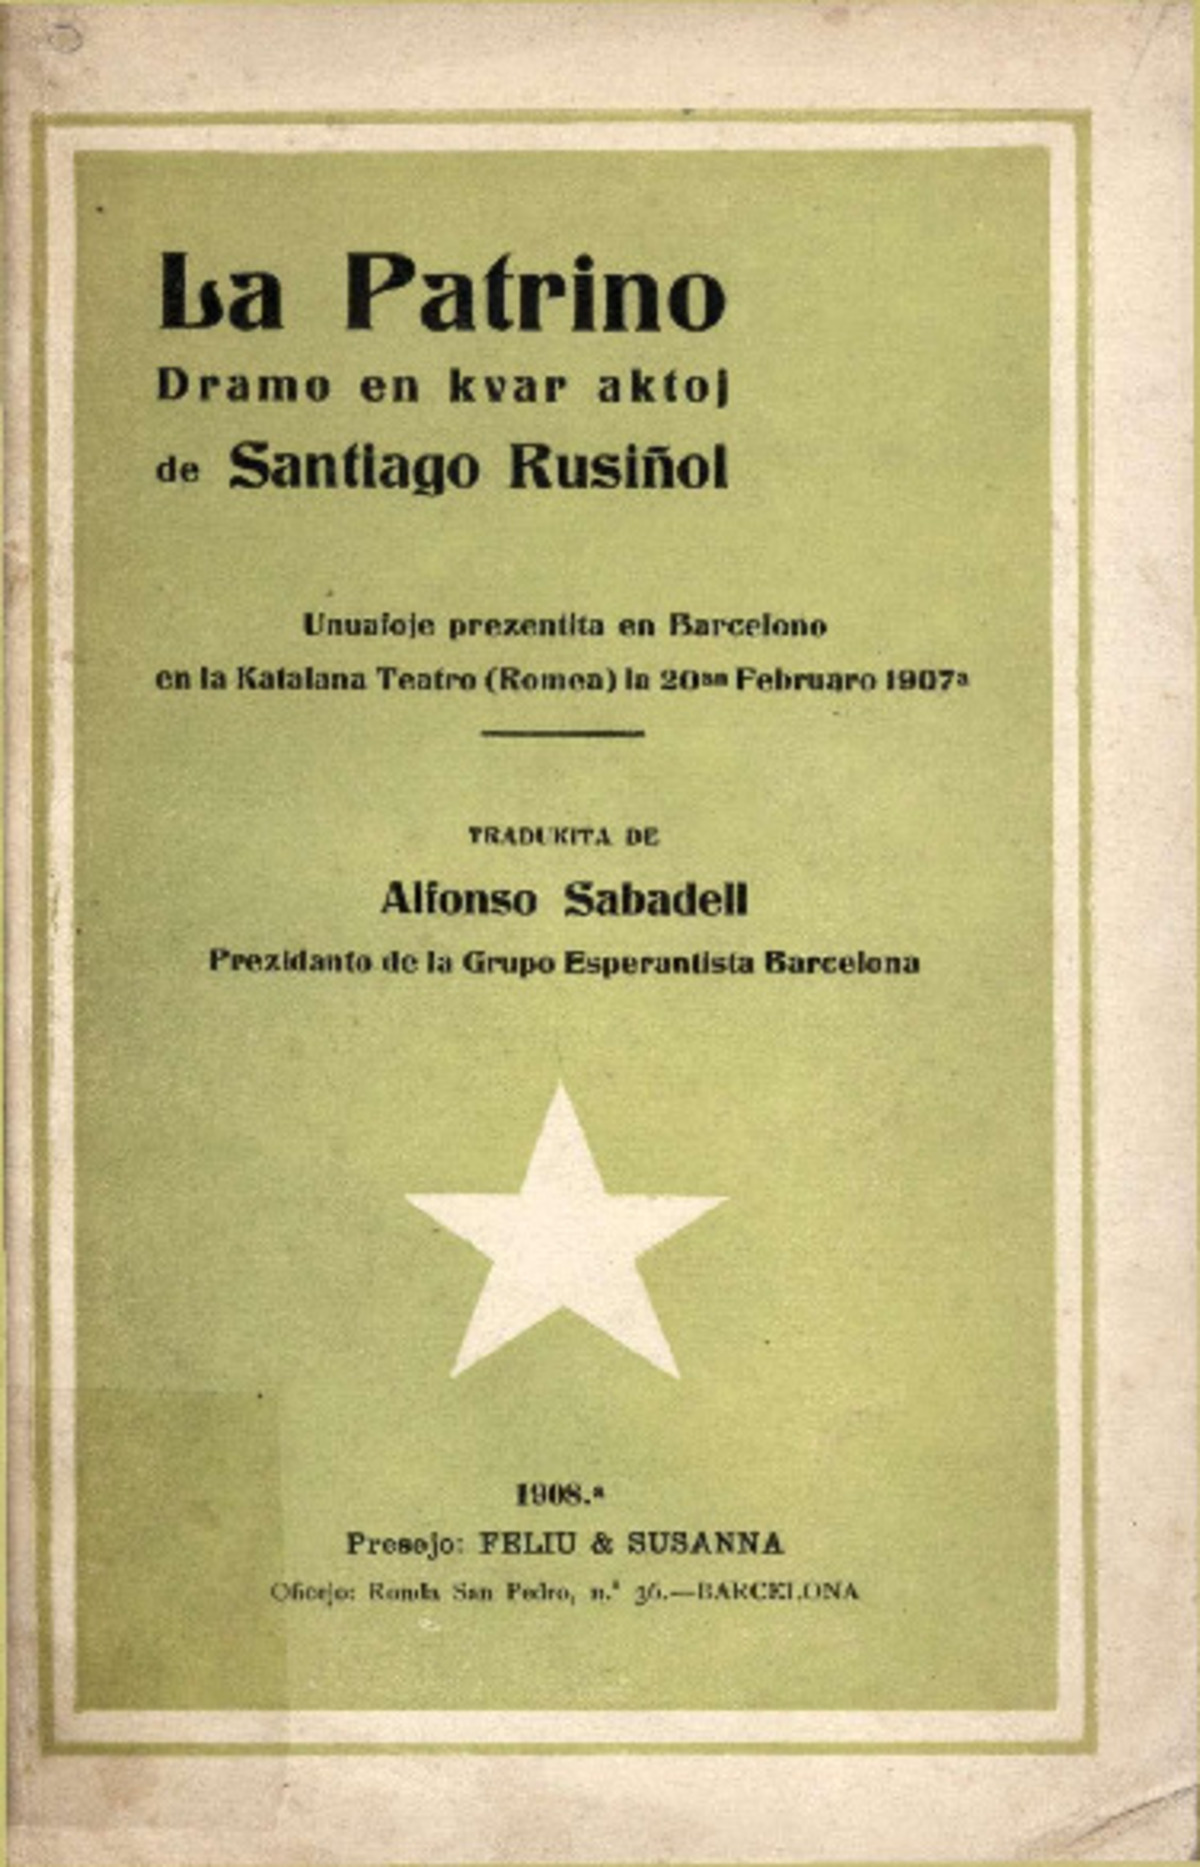 La Patrino
Dramo en kvar aktoj
de Santiago Rusiñol
Unuafoje prezentita en Barcelono
en la Katalana Teatro (Romea) la 20an Februaro 1907a
TRADUKITA DE
Alfonso Sabadell
Prezidanto de la Grupo Esperantista Barcelona
1908.a
Presejo: FELIU & SUSANNA
Oficejo: Ronda San Pedro, n.º 36.—BARCELONA